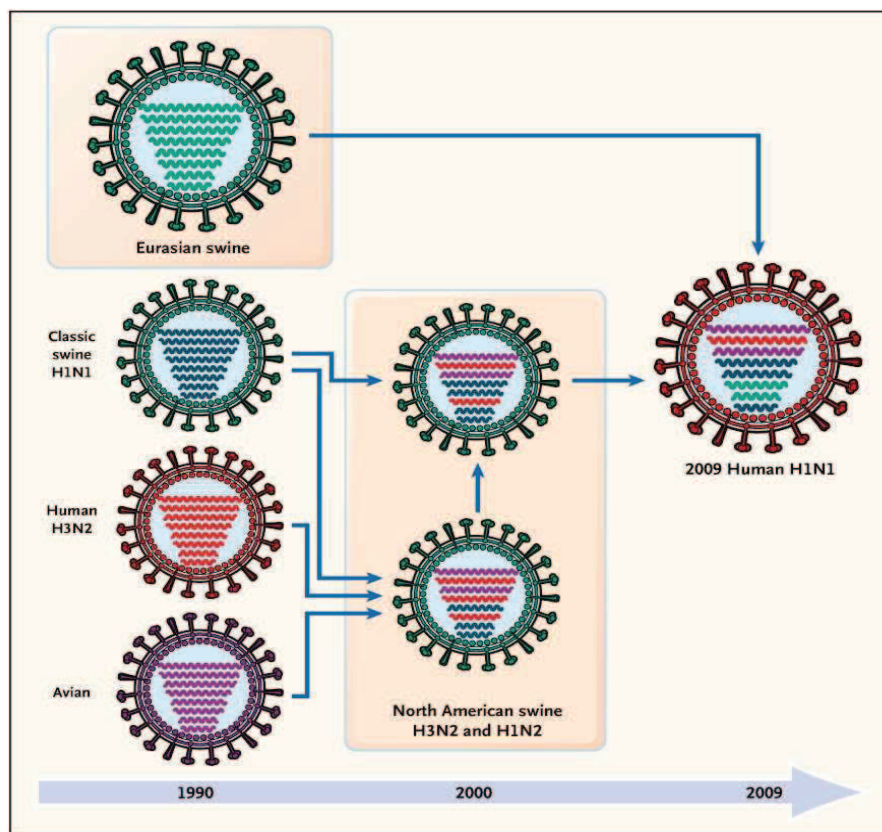 Eurasian swine
Classic
swine
H1N1
Human
H3N2
2009 Human H1N1
Avian
North American swine
H3N2 and H1N2
1990
2000
2009